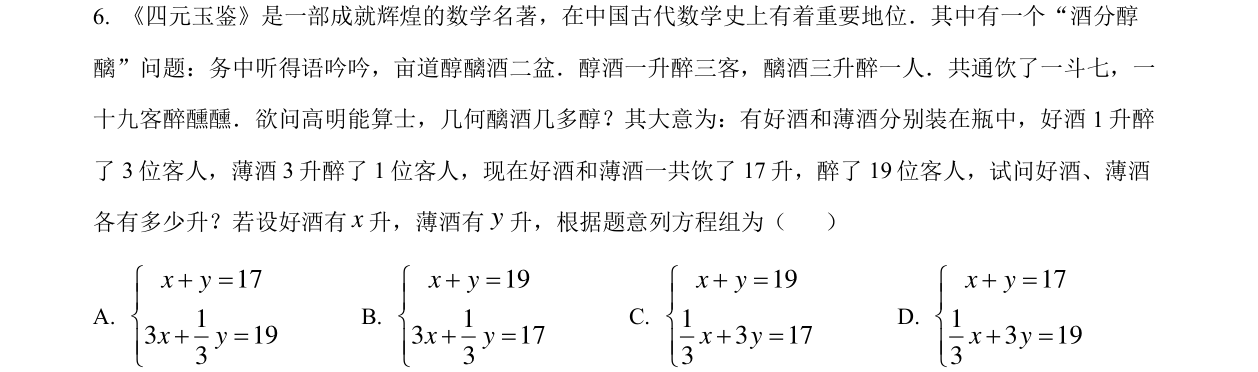 6. 《四元玉鉴》是一部成就辉煌的数学名著，在中国古代数学史上有着重要地位．其中有一个“酒分醇
醨”问题：务中听得语吟吟，亩道醇醨酒二盆．醇酒一升醉三客，醨酒三升醉一人．共通饮了一斗七，一
十九客醉醺醺．欲问高明能算士，几何醨酒几多醇？其大意为：有好酒和薄酒分别装在瓶中，好酒 1 升醉
了 3 位客人，薄酒 3 升醉了 1 位客人，现在好酒和薄酒一共饮了 17 升，醉了 19 位客人，试问好酒、薄酒
各有多少升？若设好酒有 x 升，薄酒有 y 升，根据题意列方程组为（　　）
A. { x + y = 17 3x + 1/3 y = 19 B. { x + y = 19 3x + 1/3 y = 17 C. { x + y = 19 1/3 x + 3y = 17 D. { x + y = 17 1/3 x + 3y = 19